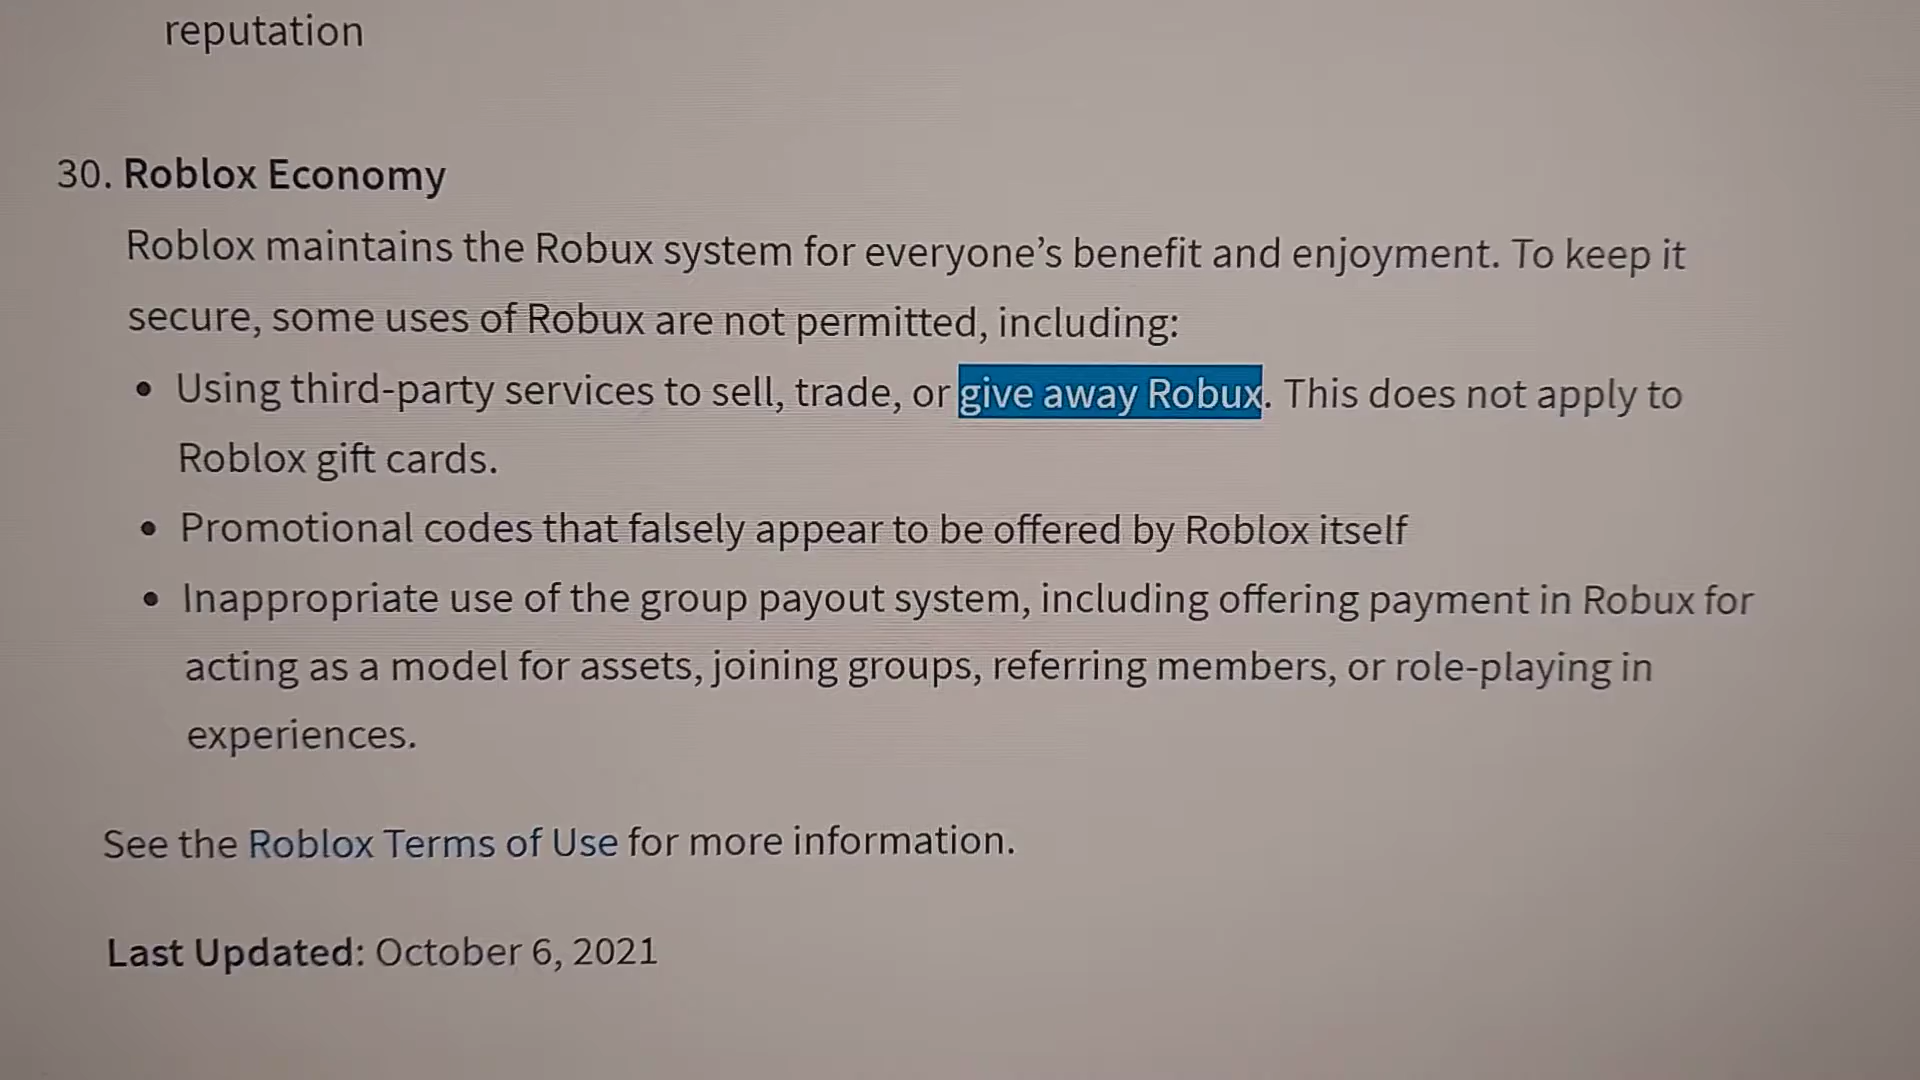 reputation
30. Roblox Economy
Roblox maintains the Robux system for everyone's benefit and enjoyment. To keep it
secure, some uses of Robux are not permitted, including:
• Using third-party services to sell, trade, or give away Robux. This does not apply to
Roblox gift cards.
• Promotional codes that falsely appear to be offered by Roblox itself
• Inappropriate use of the group payout system, including offering payment in Robux for
acting as a model for assets, joining groups, referring members, or role-playing in
experiences.
See the Roblox Terms of Use for more information.
Last Updated: October 6, 2021